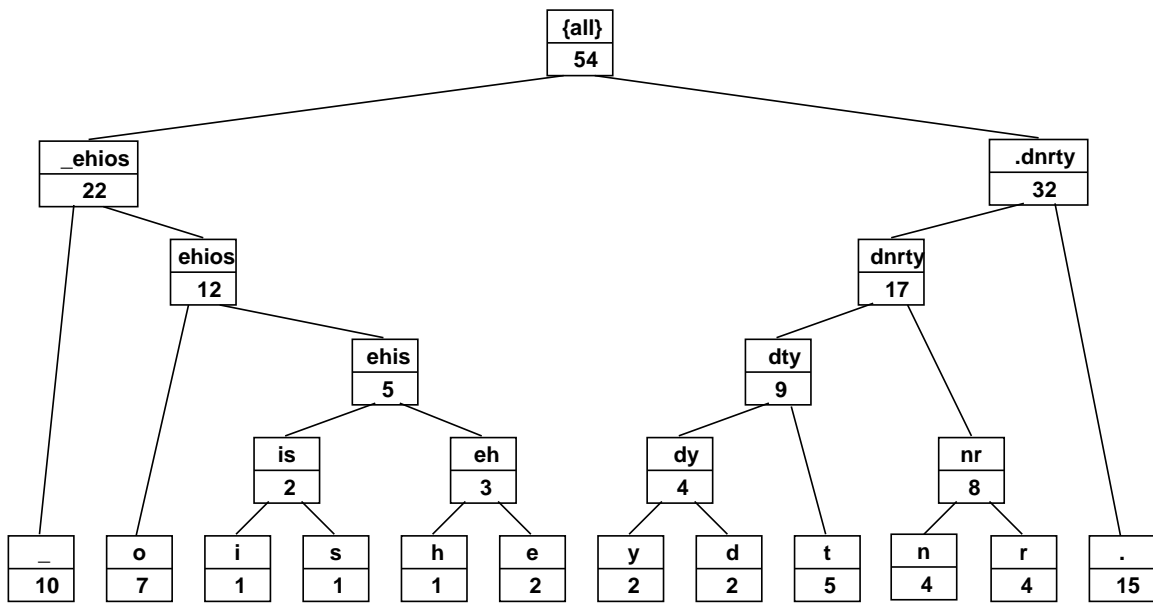 {all}
54
_ehios
22
.dnrty
32
ehios
12
dnrty
17
ehis
5
dty
9
is
2
eh
3
dy
4
nr
8
_
10
o
7
i
1
s
1
h
1
e
2
y
2
d
2
t
5
n
4
r
4
.
15